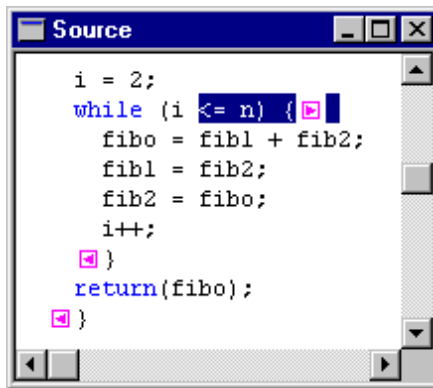 Source
i = 2;
while (i <= n) {
fibo = fib1 + fib2;
fib1 = fib2;
fib2 = fibo;
i++;
}
return(fibo);
}